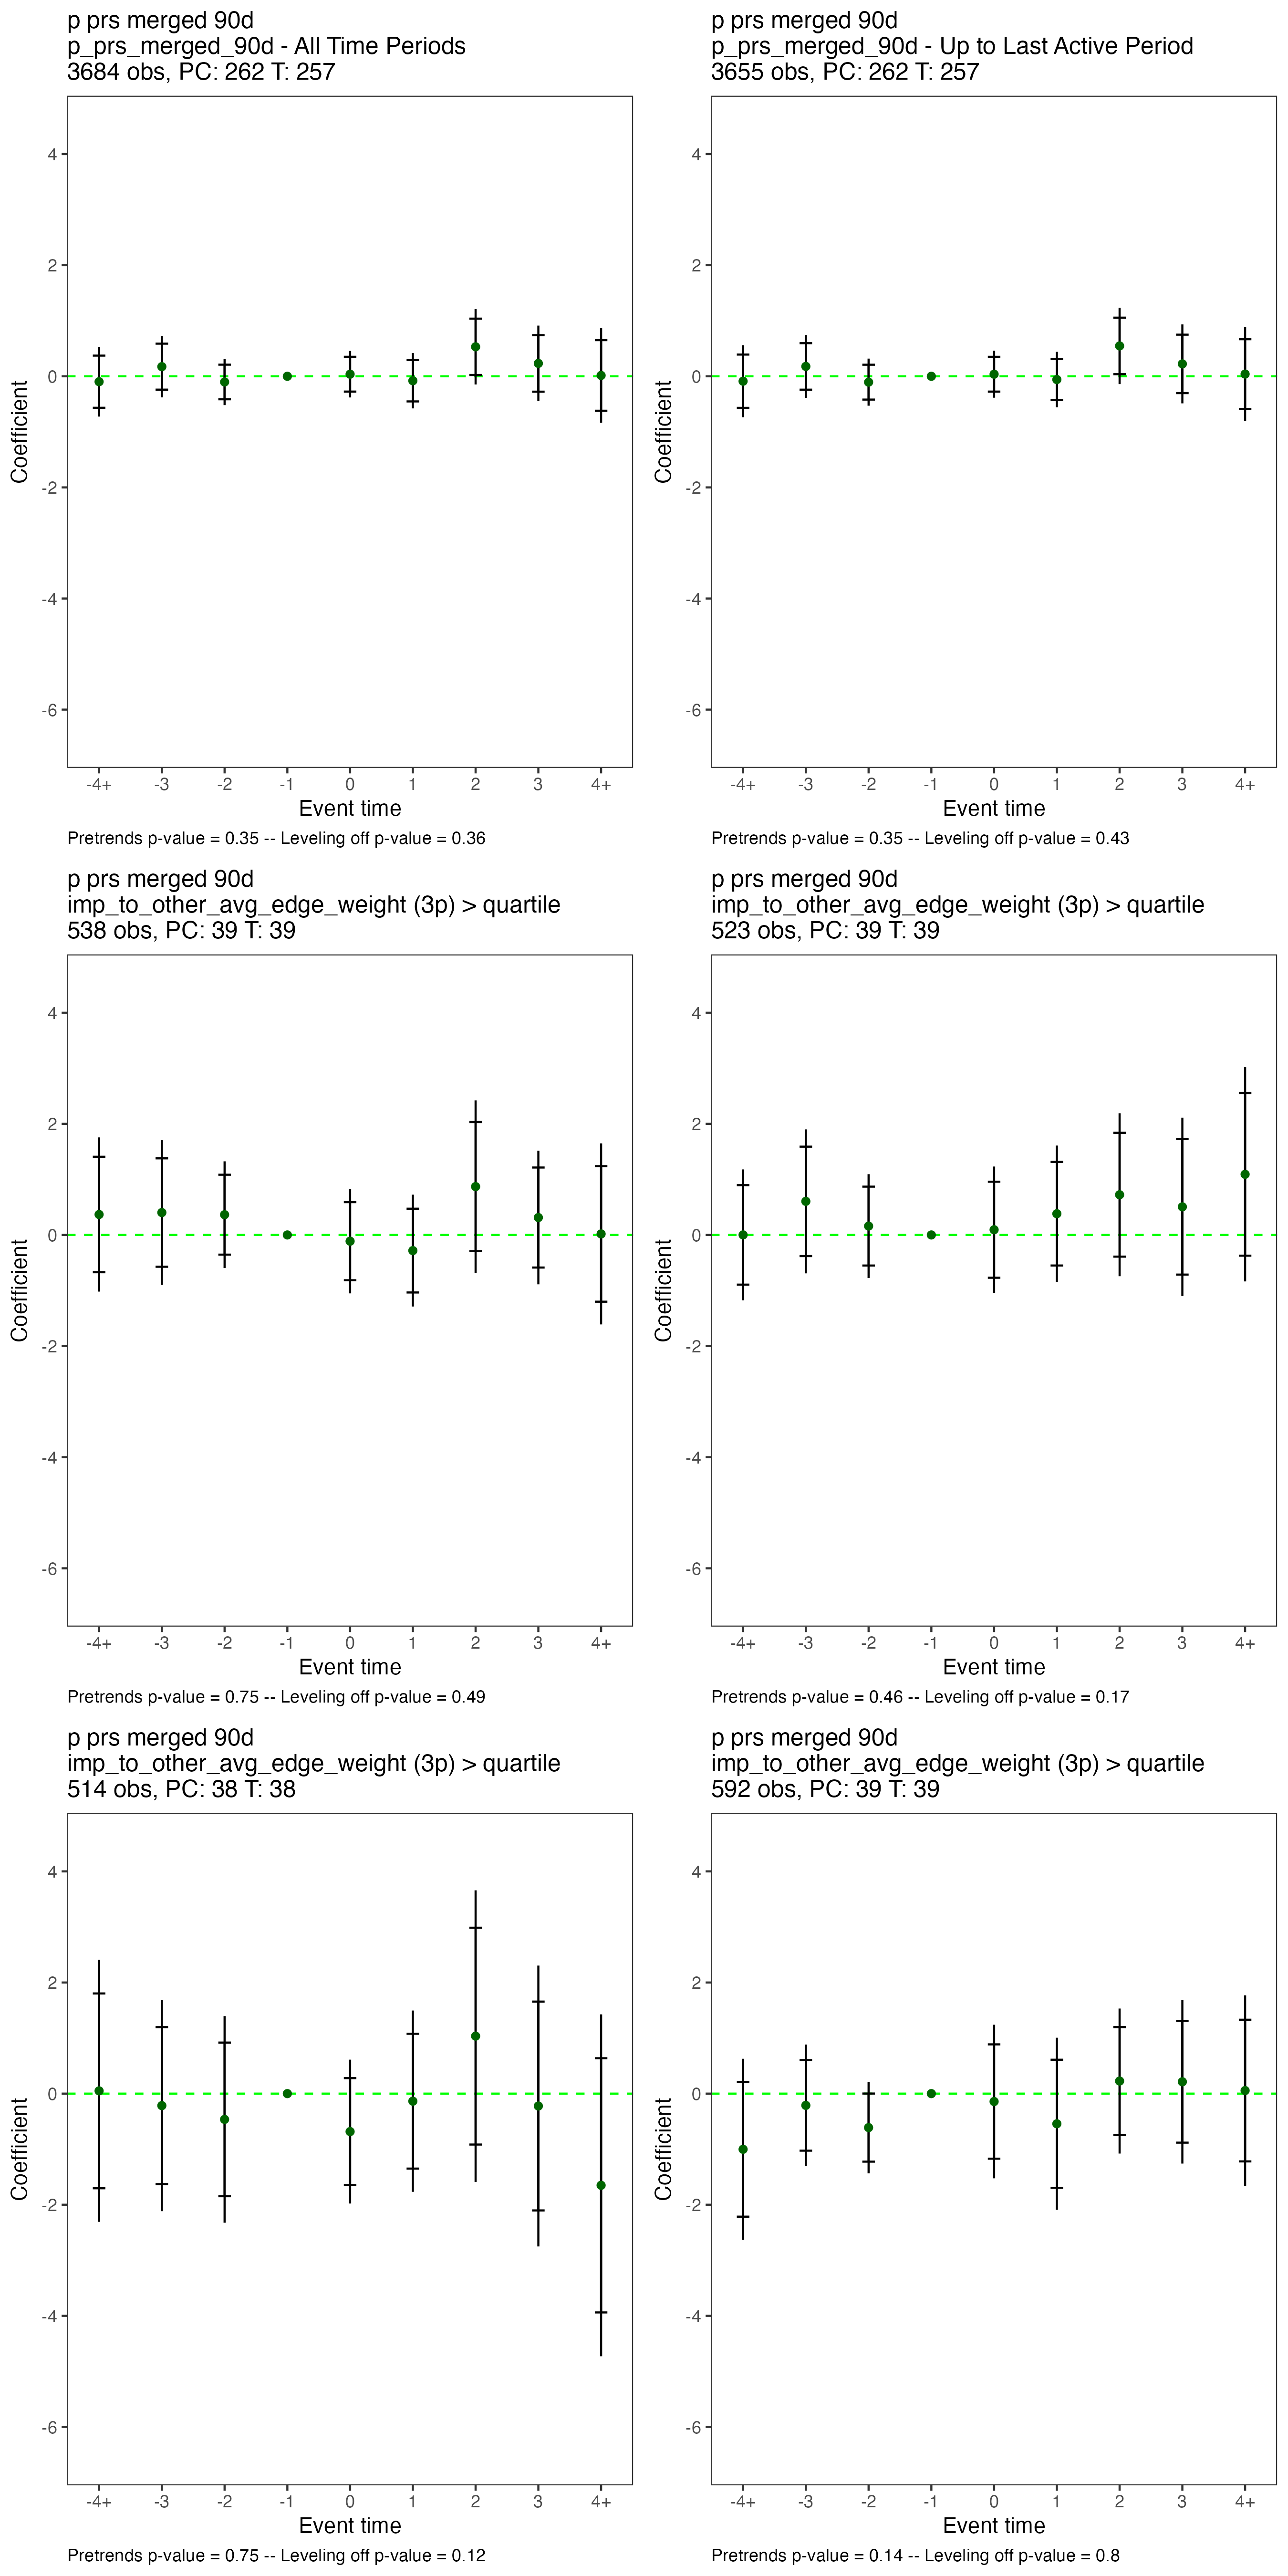 p prs merged 90d
p_prs_merged_90d - All Time Periods
3684 obs, PC: 262 T: 257
4
2
0
-2
-4
-6
Coefficient
-4+ -3 -2 -1 0 1 2 3 4+
Event time
Pretrends p-value = 0.35 -- Leveling off p-value = 0.36
p prs merged 90d
p_prs_merged_90d - Up to Last Active Period
3655 obs, PC: 262 T: 257
4
2
0
-2
-4
-6
Coefficient
-4+ -3 -2 -1 0 1 2 3 4+
Event time
Pretrends p-value = 0.35 -- Leveling off p-value = 0.43
p prs merged 90d
imp_to_other_avg_edge_weight (3p) > quartile
538 obs, PC: 39 T: 39
4
2
0
-2
-4
-6
Coefficient
-4+ -3 -2 -1 0 1 2 3 4+
Event time
Pretrends p-value = 0.75 -- Leveling off p-value = 0.49
p prs merged 90d
imp_to_other_avg_edge_weight (3p) > quartile
523 obs, PC: 39 T: 39
4
2
0
-2
-4
-6
Coefficient
-4+ -3 -2 -1 0 1 2 3 4+
Event time
Pretrends p-value = 0.46 -- Leveling off p-value = 0.17
p prs merged 90d
imp_to_other_avg_edge_weight (3p) > quartile
514 obs, PC: 38 T: 38
4
2
0
-2
-4
-6
Coefficient
-4+ -3 -2 -1 0 1 2 3 4+
Event time
Pretrends p-value = 0.75 -- Leveling off p-value = 0.12
p prs merged 90d
imp_to_other_avg_edge_weight (3p) > quartile
592 obs, PC: 39 T: 39
4
2
0
-2
-4
-6
Coefficient
-4+ -3 -2 -1 0 1 2 3 4+
Event time
Pretrends p-value = 0.14 -- Leveling off p-value = 0.8